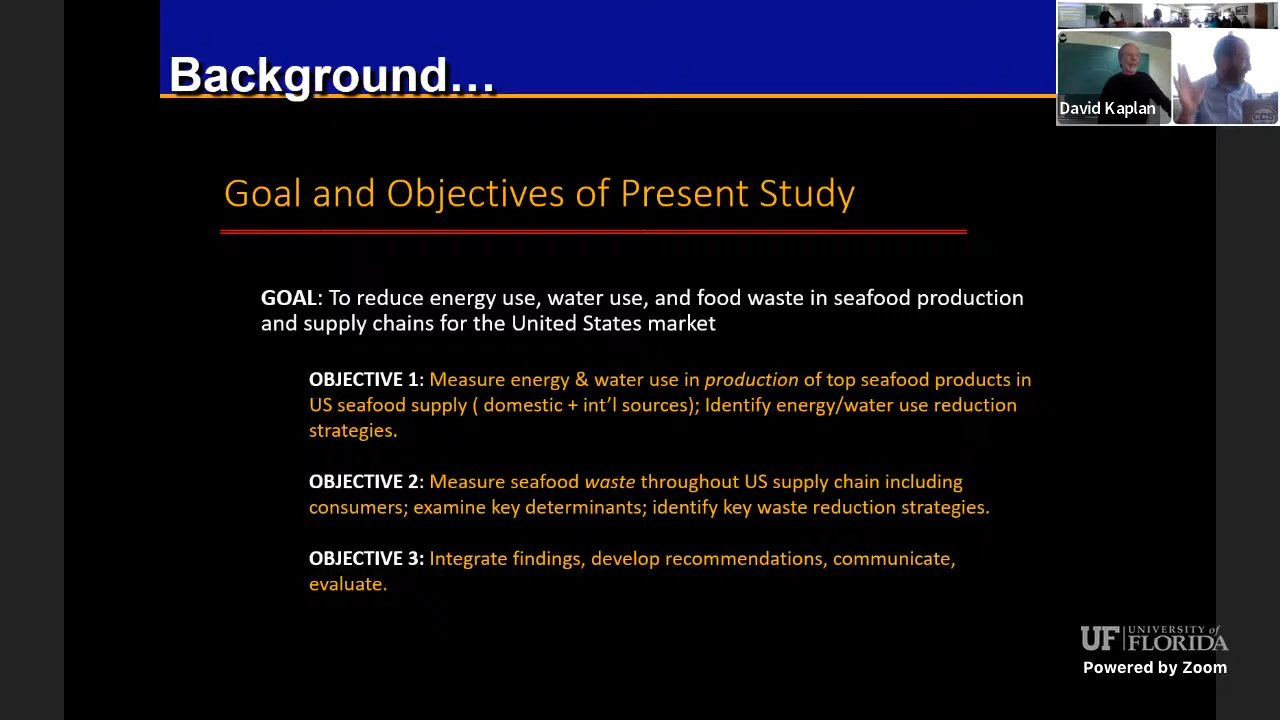 Background…
David Kaplan
CCS
Goal and Objectives of Present Study
GOAL: To reduce energy use, water use, and food waste in seafood production
and supply chains for the United States market
OBJECTIVE 1: Measure energy & water use in production of top seafood products in
US seafood supply ( domestic + int’l sources); Identify energy/water use reduction
strategies.
OBJECTIVE 2: Measure seafood waste throughout US supply chain including
consumers; examine key determinants; identify key waste reduction strategies.
OBJECTIVE 3: Integrate findings, develop recommendations, communicate,
evaluate.
UF UNIVERSITY of
FLORIDA
Powered by Zoom